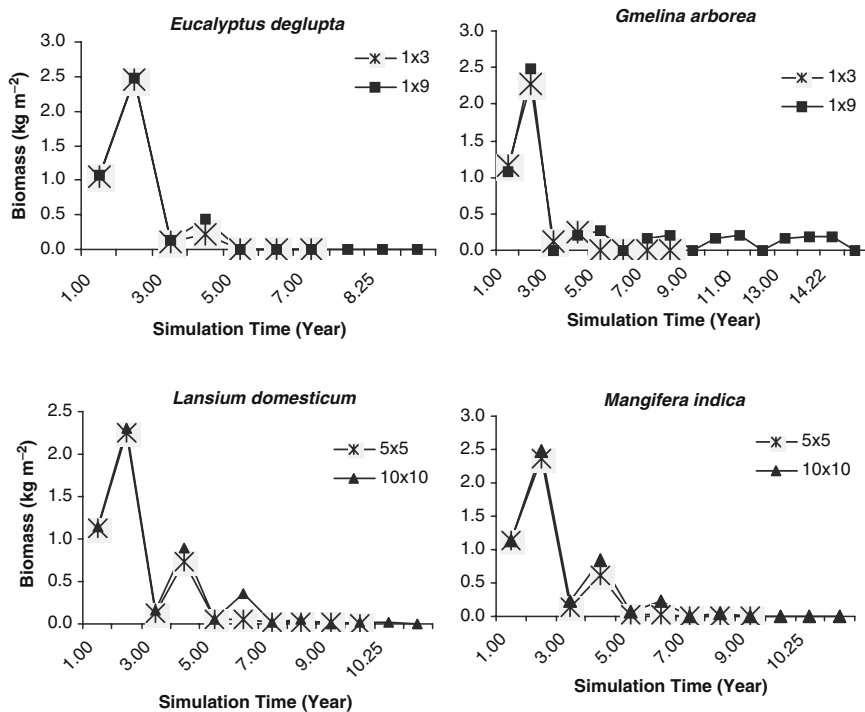 Eucalyptus deglupta
Biomass (kg m⁻²)
3.0
2.5
2.0
1.5
1.0
0.5
0.0
1x3
1x9
1.00
3.00
5.00
7.00
8.25
Simulation Time (Year)
Gmelina arborea
3.0
2.5
2.0
1.5
1.0
0.5
0.0
1x3
1x9
1.00
3.00
5.00
7.00
9.00
11.00
13.00
14.22
Simulation Time (Year)
Lansium domesticum
Biomass (kg m⁻²)
2.5
2.0
1.5
1.0
0.5
0.0
5x5
10x10
1.00
3.00
5.00
7.00
9.00
10.25
Simulation Time (Year)
Mangifera indica
3.0
2.5
2.0
1.5
1.0
0.5
0.0
5x5
10x10
1.00
3.00
5.00
7.00
9.00
10.25
Simulation Time (Year)